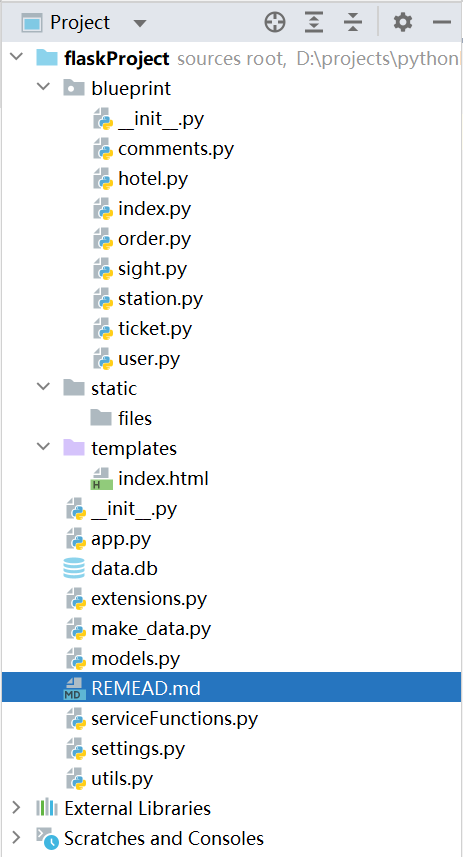 Project
flaskProject sources root, D:\projects\python
blueprint
__init__.py
comments.py
hotel.py
index.py
order.py
sight.py
station.py
ticket.py
user.py
static
files
templates
H index.html
__init__.py
app.py
data.db
extensions.py
make_data.py
models.py
MD REMEAD.md
serviceFunctions.py
settings.py
utils.py
External Libraries
Scratches and Consoles